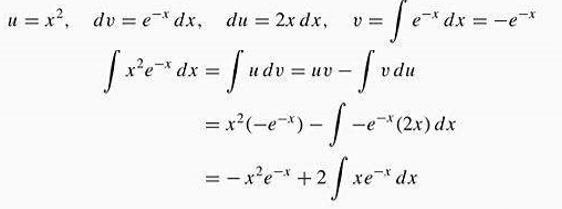 u = x², dv = e⁻ˣ dx, du = 2x dx, v = ∫ e⁻ˣ dx = −e⁻ˣ
∫ x²e⁻ˣ dx = ∫ u dv = uv − ∫ v du
= x²(−e⁻ˣ) − ∫ −e⁻ˣ(2x) dx
= − x²e⁻ˣ + 2 ∫ xe⁻ˣ dx